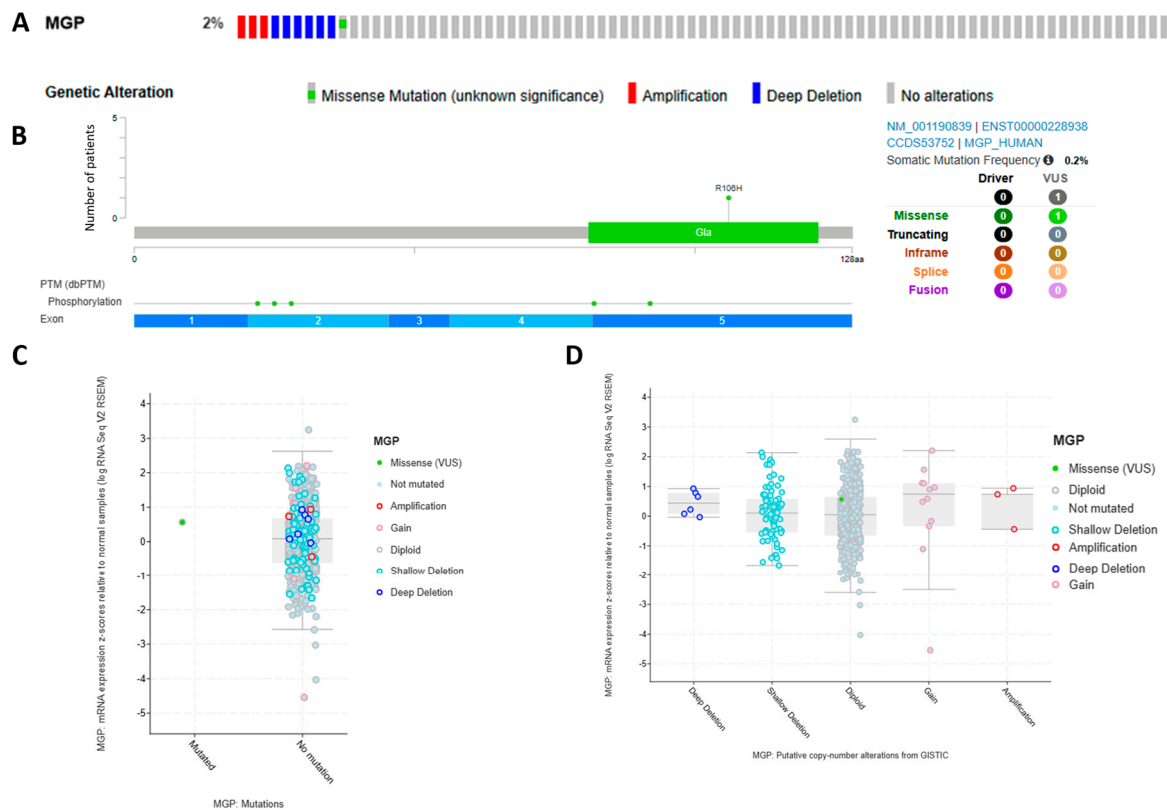 A
MGP
2%
Genetic Alteration
Missense Mutation (unknown significance)
Amplification
Deep Deletion
No alterations
B
Number of patients
5
0
R106H
Gla
0
128aa
PTM (dbPTM)
Phosphorylation
Exon
1
2
3
4
5
NM_001190839 | ENST00000228938
CCDS53752 | MGP_HUMAN
Somatic Mutation Frequency 0.2%
Driver VUS
0 1
Missense 0 1
Truncating 0 0
Inframe 0 0
Splice 0 0
Fusion 0 0
C
MGP: mRNA expression z-scores relative to normal samples (log RNA Seq V2 RSEM)
4
3
2
1
0
-1
-2
-3
-4
-5
Mutated
No mutation
MGP: Mutations
MGP
Missense (VUS)
Not mutated
Amplification
Gain
Diploid
Shallow Deletion
Deep Deletion
D
MGP: mRNA expression z-scores relative to normal samples (log RNA Seq V2 RSEM)
4
3
2
1
0
-1
-2
-3
-4
-5
Deep Deletion
Shallow Deletion
Diploid
Gain
Amplification
MGP: Putative copy-number alterations from GISTIC
MGP
Missense (VUS)
Diploid
Not mutated
Shallow Deletion
Amplification
Deep Deletion
Gain